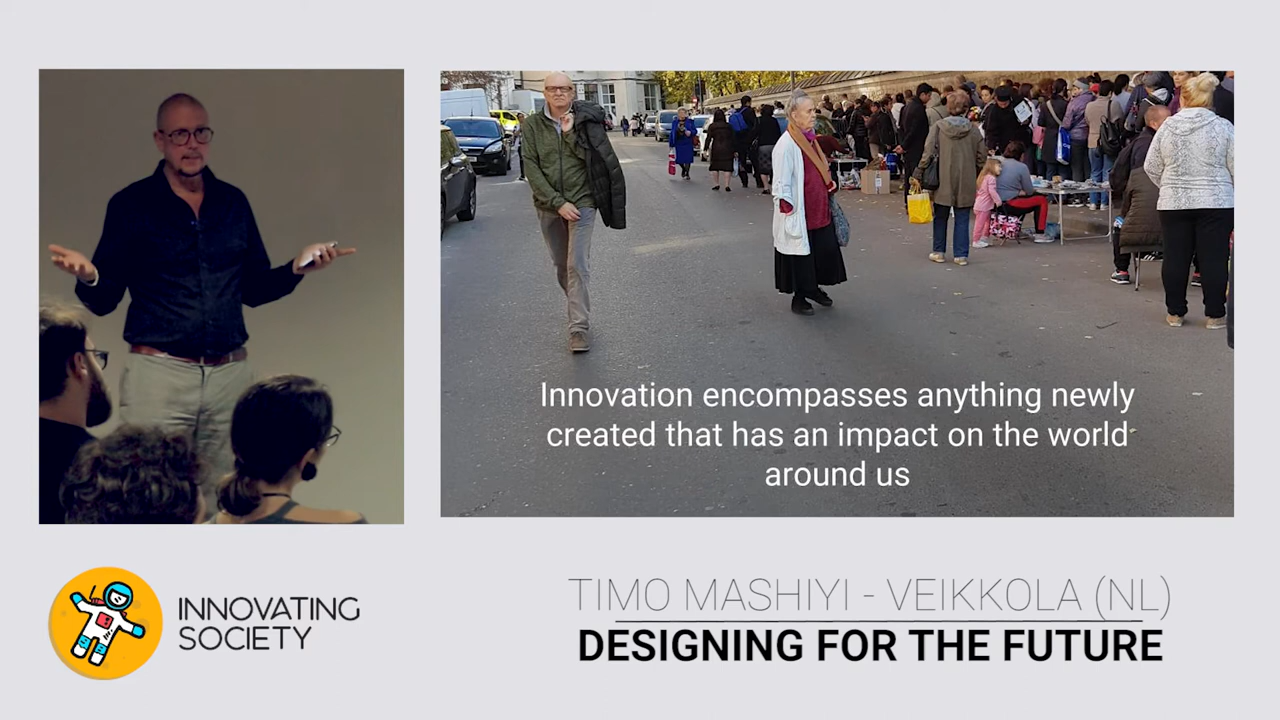 Innovation encompasses anything newly
created that has an impact on the world
around us
INNOVATING
SOCIETY
TIMO MASHIYI - VEIKKOLA (NL)
DESIGNING FOR THE FUTURE